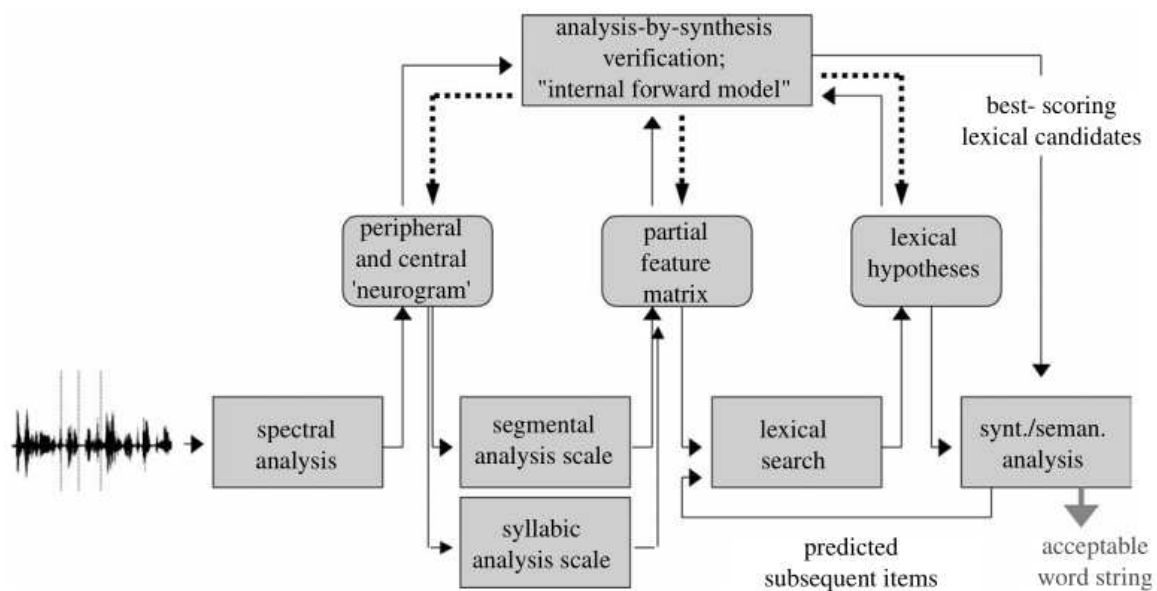 analysis-by-synthesis
verification;
"internal forward model"
best- scoring
lexical candidates
peripheral
and central
'neurogram'
partial
feature
matrix
lexical
hypotheses
spectral
analysis
segmental
analysis scale
lexical
search
synt./seman.
analysis
syllabic
analysis scale
predicted
subsequent items
acceptable
word string